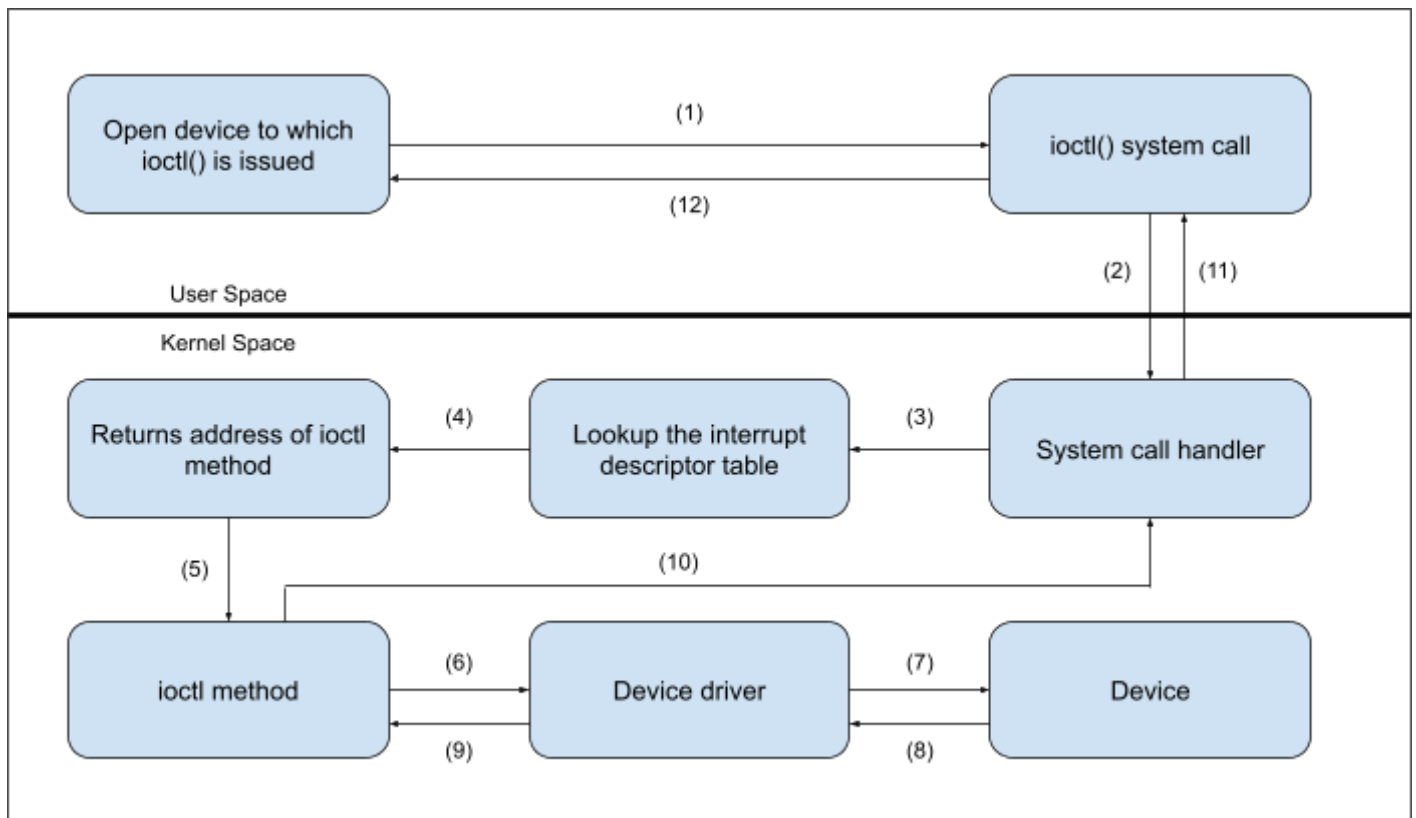 (1)
Open device to which
ioctl() is issued
ioctl() system call
(12)
(2)
(11)
User Space
Kernel Space
Returns address of ioctl
method
(4)
Lookup the interrupt
descriptor table
(3)
System call handler
(5)
(10)
ioctl method
(6)
Device driver
(7)
Device
(9)
(8)